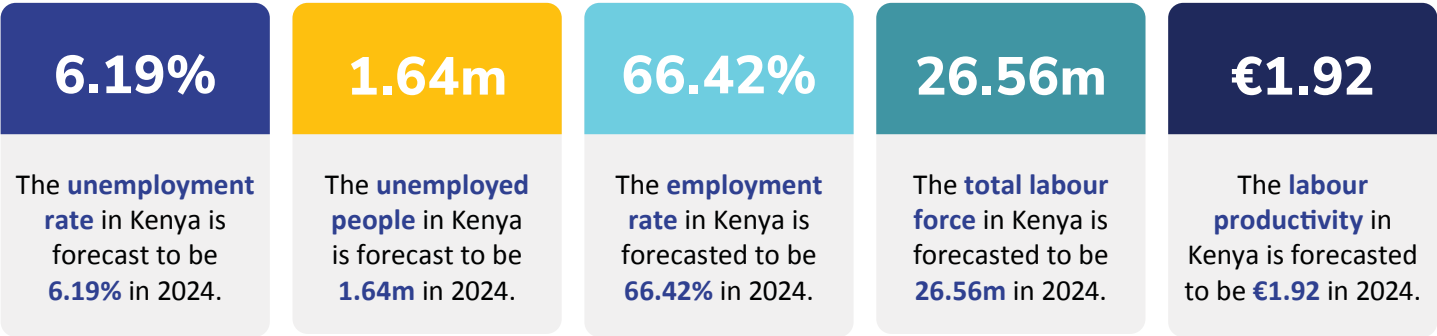 6.19%
The unemployment
rate in Kenya is
forecast to be
6.19% in 2024.
1.64m
The unemployed
people in Kenya
is forecast to be
1.64m in 2024.
66.42%
The employment
rate in Kenya is
forecasted to be
66.42% in 2024.
26.56m
The total labour
force in Kenya is
forecasted to be
26.56m in 2024.
€1.92
The labour
productivity in
Kenya is forecasted
to be €1.92 in 2024.